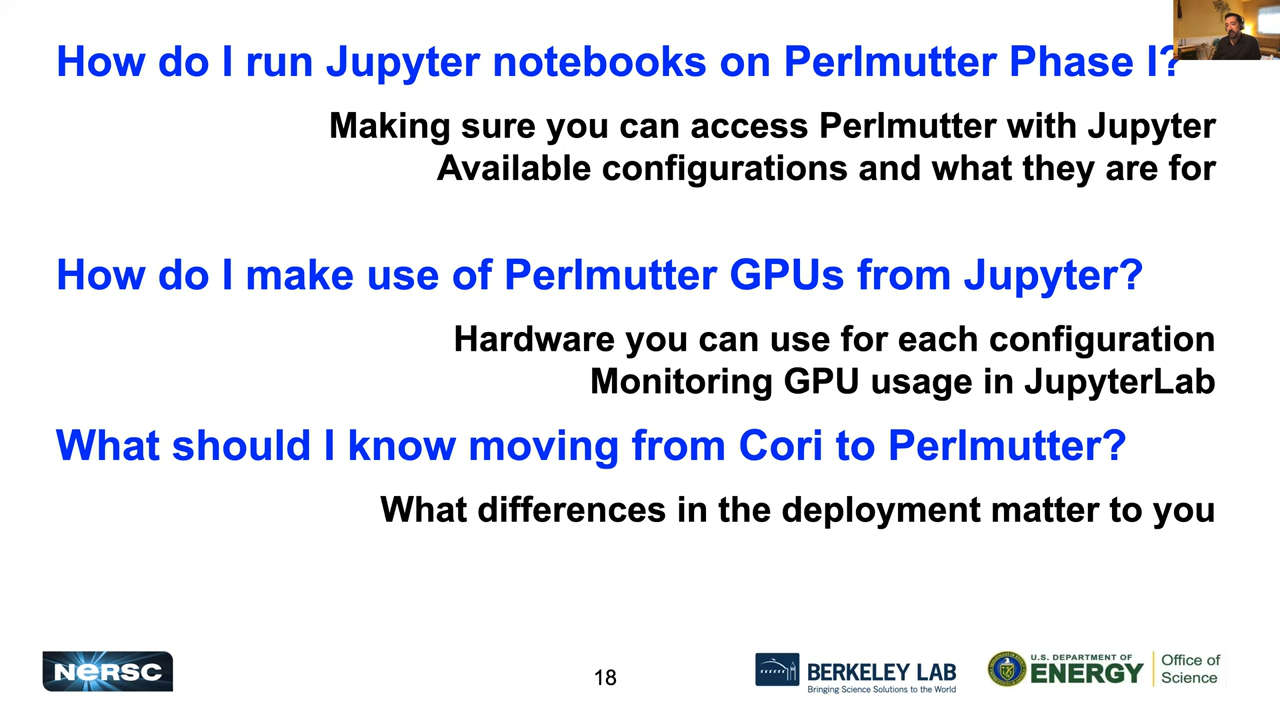 How do I run Jupyter notebooks on Perlmutter Phase I?
Making sure you can access Perlmutter with Jupyter
Available configurations and what they are for
How do I make use of Perlmutter GPUs from Jupyter?
Hardware you can use for each configuration
Monitoring GPU usage in JupyterLab
What should I know moving from Cori to Perlmutter?
What differences in the deployment matter to you
NERSC
18
BERKELEY LAB
Bringing Science Solutions to the World
U.S. DEPARTMENT OF
ENERGY
Office of
Science